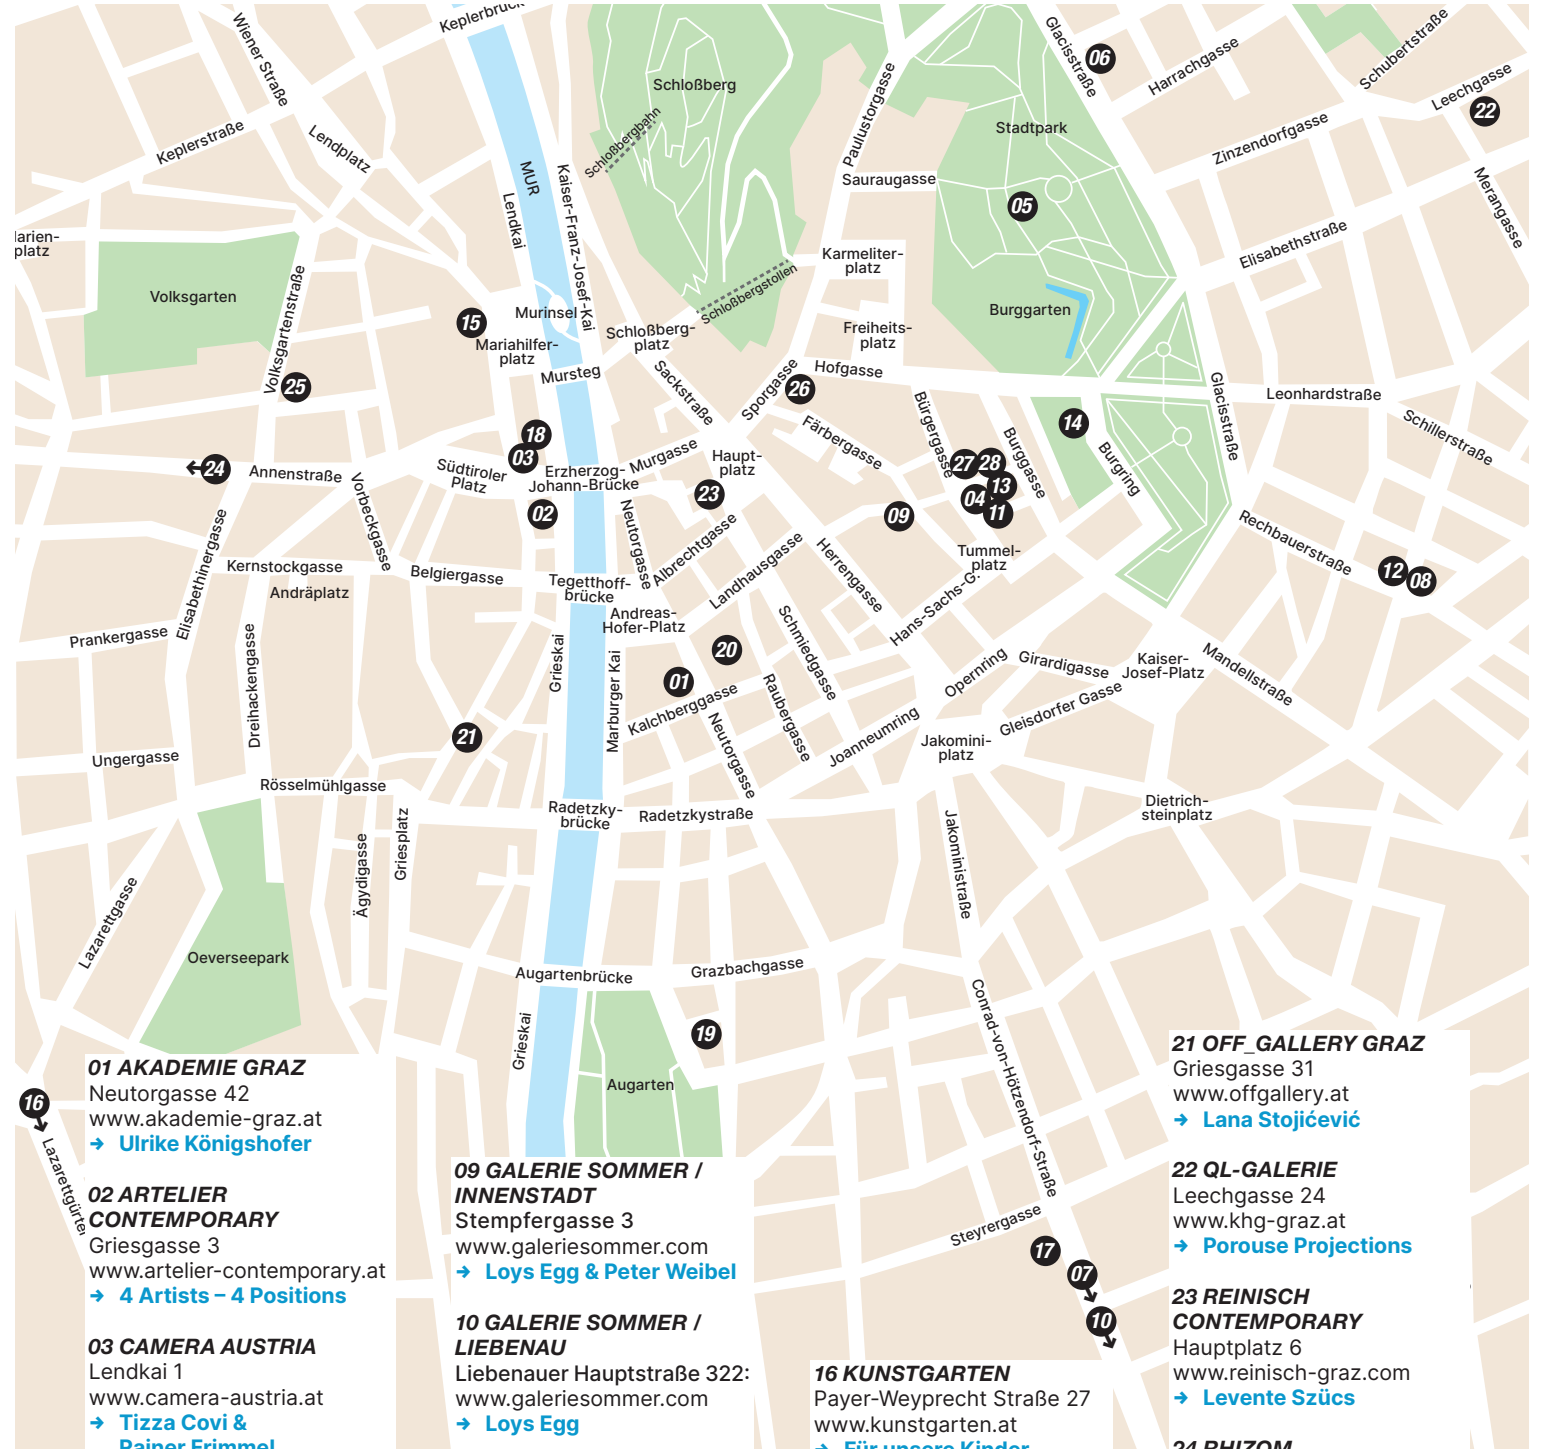 Keplerbrück
Wiener Straße
Keplerstraße
Lendplatz
MUR
Lendkai
Kaiser-Franz-Josef-Kai
Schloßberg
Schloßbergbahn
Schloßbergstollen
Paulustorgasse
Sauraugasse
Stadtpark
Glacisstraße
06
Harrachgasse
Schubertstraße
Leechgasse
22
Zinzendorfgasse
Merangasse
Elisabethstraße
05
Karmeliter-
platz
Burggarten
Freiheits-
platz
larien-
platz
Volksgarten
Volksgartenstraße
15
Murinsel
Mariahilfer-
platz
Schloßberg-
platz
Mursteg
Sackstraße
Sporgasse
26
Hofgasse
Färbergasse
Bürgergasse
Burggasse
14
Burgring
Glacisstraße
Leonhardstraße
Schillerstraße
25
18
03
24
Annenstraße
Südtiroler
Platz
Erzherzog-
Johann-Brücke
Murgasse
Haupt-
platz
23
02
Vorbeckgasse
Neutorgasse
Albrechtgasse
Landhausgasse
Herrengasse
09
27
28
13
04
11
Tummel-
platz
Rechbauerstraße
12
08
Elisabethinergasse
Kernstockgasse
Andräplatz
Belgiergasse
Tegetthoff-
brücke
Andreas-
Hofer-Platz
Hans-Sachs-G.
Schmiedgasse
Prankergasse
Dreihackengasse
Grieskai
Marburger Kai
20
01
Kalchberggasse
Neutorgasse
Raubergasse
Joanneumring
Opernring
Girardigasse
Kaiser-
Josef-Platz
Mandellstraße
Gleisdorfer Gasse
Jakomini-
platz
21
Ungergasse
Rösselmühlgasse
Radetzky-
brücke
Radetzkystraße
Dietrich-
steinplatz
Jakoministraße
Griesplatz
Ägydigasse
Lazarettgasse
Oeverseepark
Augartenbrücke
Grazbachgasse
Conrad-von-Hötzendorf-Straße
Grieskai
19
Augarten
16
Lazarettgürte
Steyrergasse
17
07
10
01 AKADEMIE GRAZ
Neutorgasse 42
www.akademie-graz.at
→ Ulrike Königshofer
02 ARTELIER
CONTEMPORARY
Griesgasse 3
www.artelier-contemporary.at
→ 4 Artists – 4 Positions
03 CAMERA AUSTRIA
Lendkai 1
www.camera-austria.at
→ Tizza Covi &
Rainer Frimmel
09 GALERIE SOMMER /
INNENSTADT
Stempfergasse 3
www.galeriesommer.com
→ Loys Egg & Peter Weibel
10 GALERIE SOMMER /
LIEBENAU
Liebenauer Hauptstraße 322:
www.galeriesommer.com
→ Loys Egg
16 KUNSTGARTEN
Payer-Weyprecht Straße 27
www.kunstgarten.at
→ Für unsere Kinder
21 OFF_GALLERY GRAZ
Griesgasse 31
www.offgallery.at
→ Lana Stojićević
22 QL-GALERIE
Leechgasse 24
www.khg-graz.at
→ Porouse Projections
23 REINISCH
CONTEMPORARY
Hauptplatz 6
www.reinisch-graz.com
→ Levente Szücs
24 RHIZOM